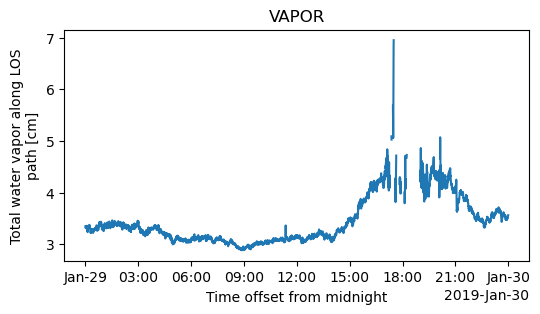 VAPOR
Total water vapor along LOS
path [cm]
7
6
5
4
3
Jan-29 03:00 06:00 09:00 12:00 15:00 18:00 21:00 Jan-30
Time offset from midnight
2019-Jan-30